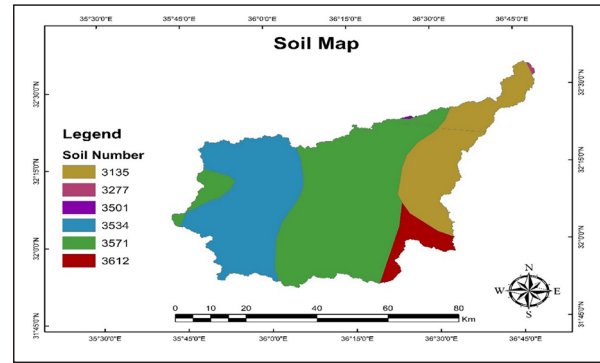 35°30'0"E 35°45'0"E 36°0'0"E 36°15'0"E 36°30'0"E 36°45'0"E
Soil Map
32°30'0"N 32°30'0"N
Legend
Soil Number
3135
3277
3501
3534
3571
3612
32°15'0"N 32°15'0"N
32°0'0"N 32°0'0"N
31°45'0"N 31°45'0"N
N
W E
S
0 10 20 40 60 80
Km
35°30'0"E 35°45'0"E 36°0'0"E 36°15'0"E 36°30'0"E 36°45'0"E